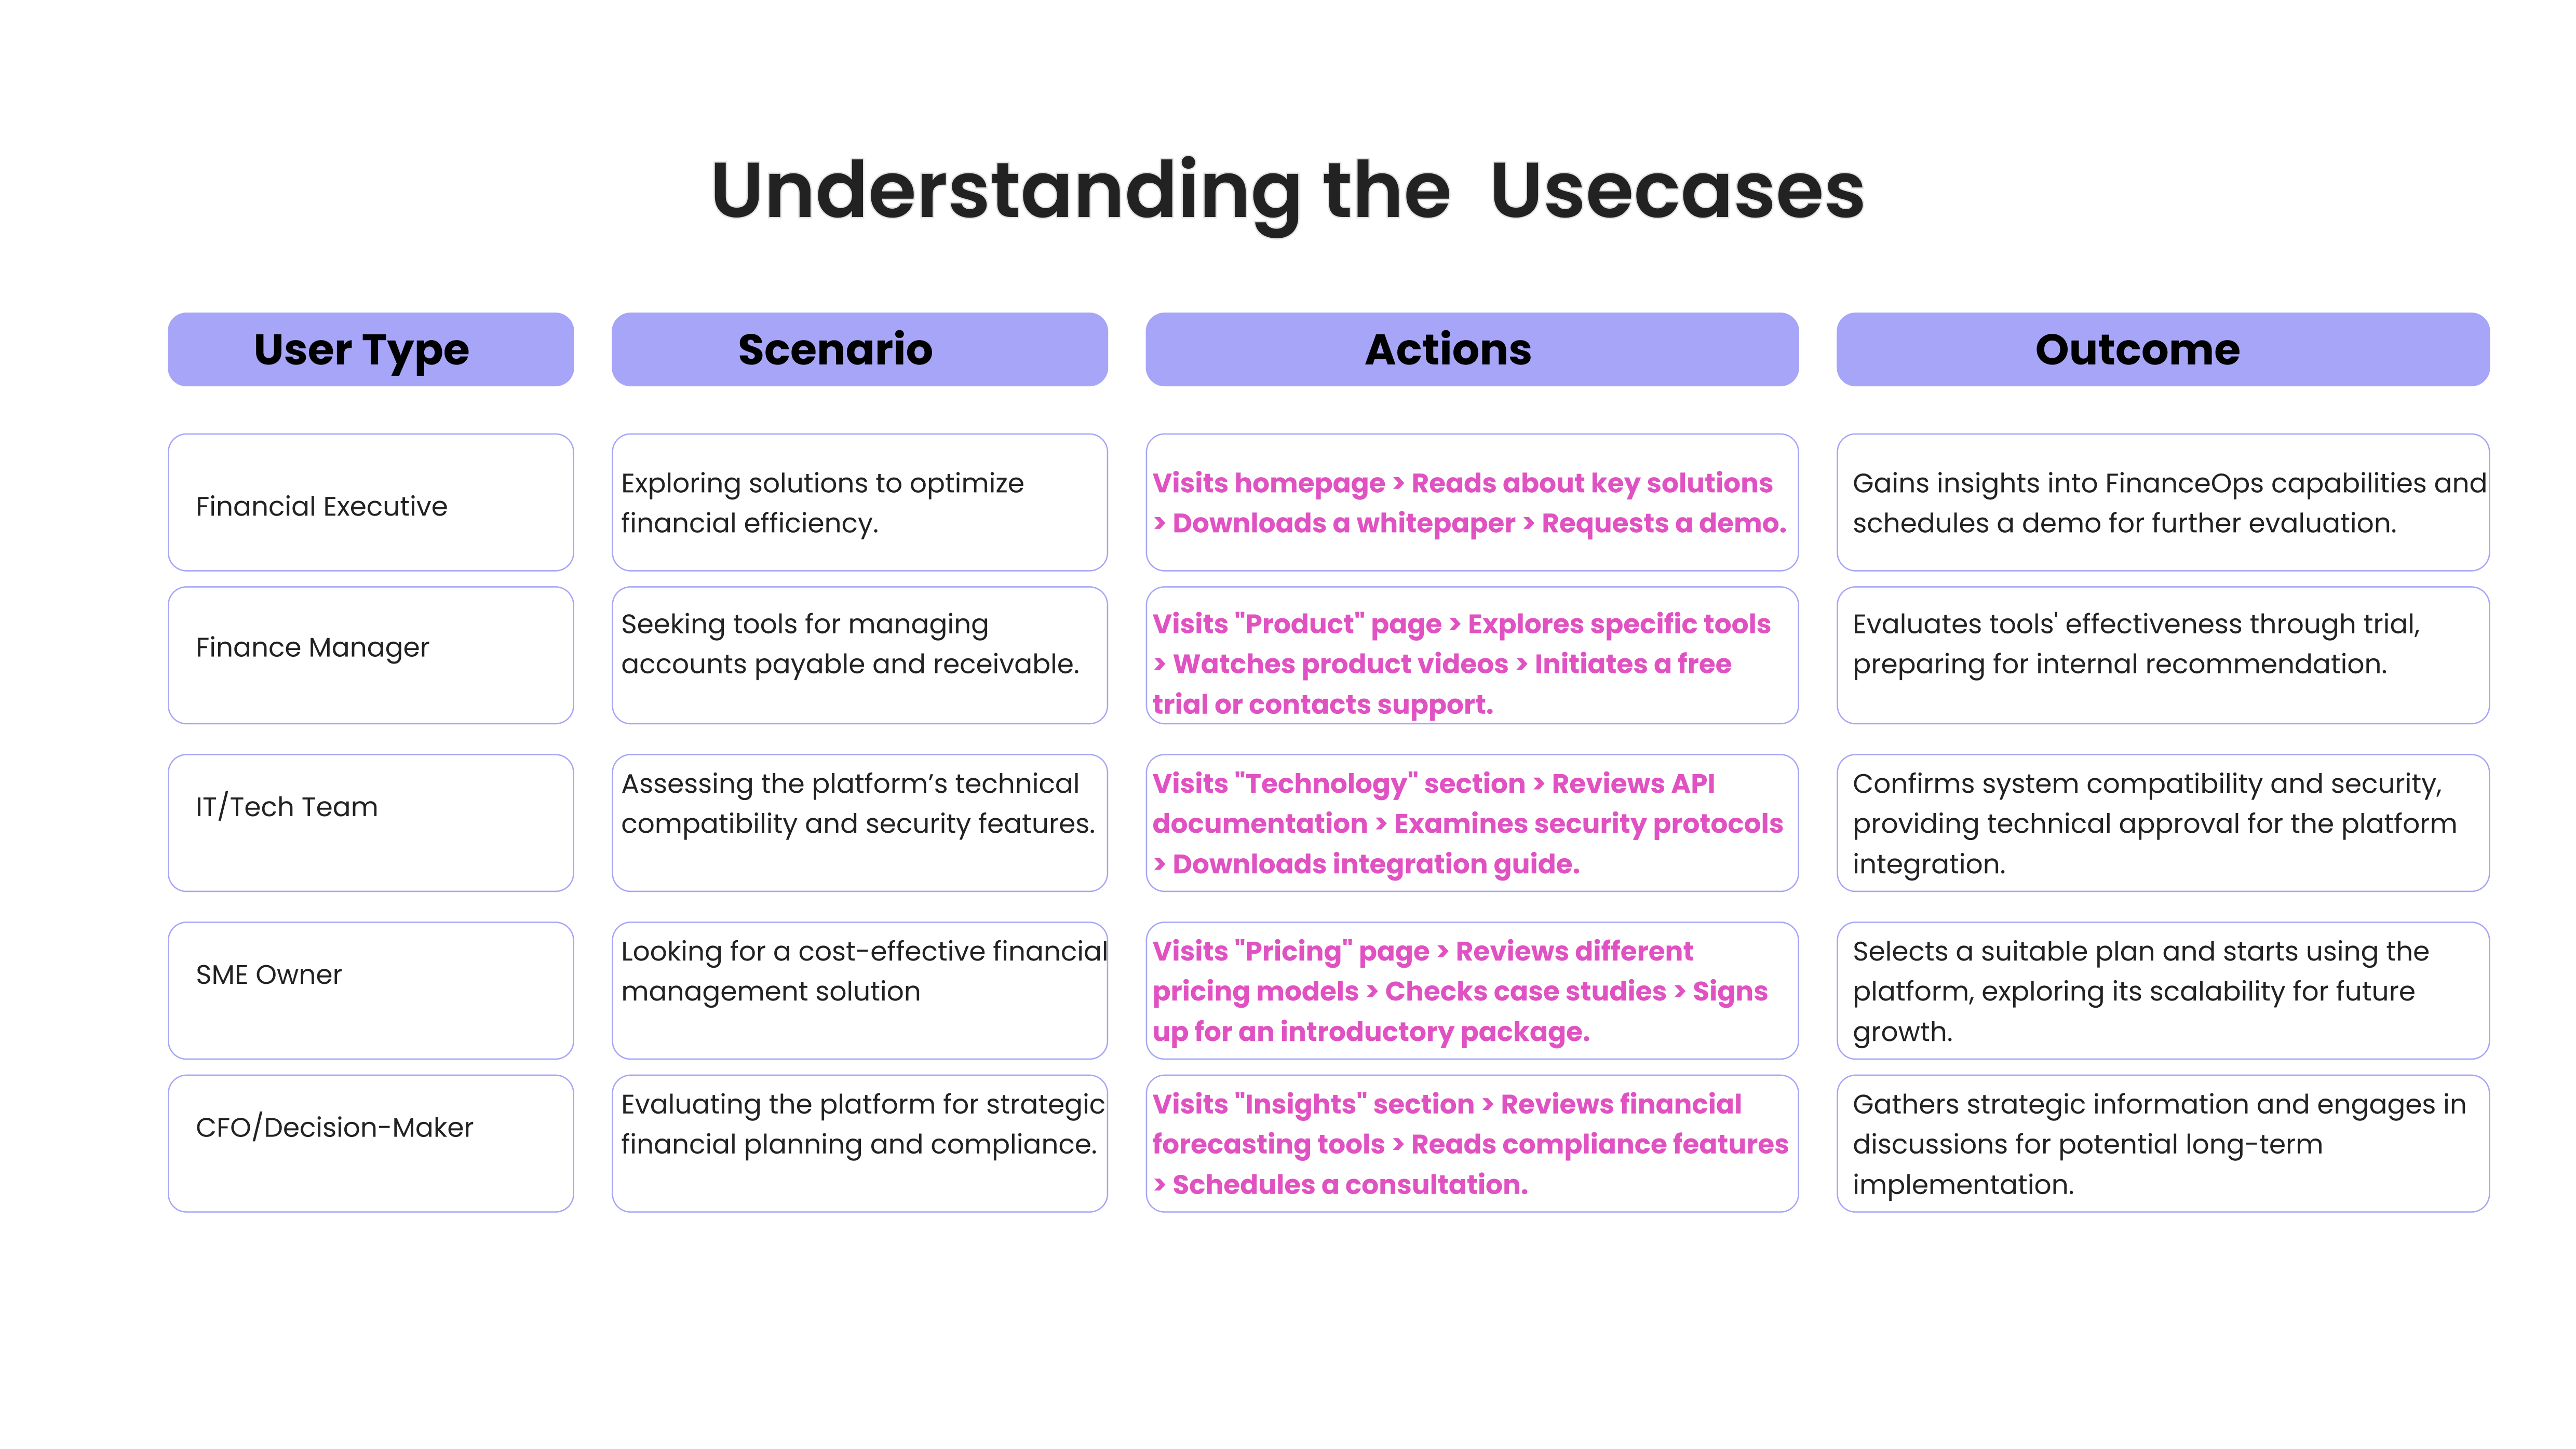 Understanding the Usecases
User Type
Scenario
Actions
Outcome
Financial Executive
Exploring solutions to optimize
financial efficiency.
Visits homepage > Reads about key solutions
> Downloads a whitepaper > Requests a demo.
Gains insights into FinanceOps capabilities and
schedules a demo for further evaluation.
Finance Manager
Seeking tools for managing
accounts payable and receivable.
Visits "Product" page > Explores specific tools
> Watches product videos > Initiates a free
trial or contacts support.
Evaluates tools' effectiveness through trial,
preparing for internal recommendation.
IT/Tech Team
Assessing the platform’s technical
compatibility and security features.
Visits "Technology" section > Reviews API
documentation > Examines security protocols
> Downloads integration guide.
Confirms system compatibility and security,
providing technical approval for the platform
integration.
SME Owner
Looking for a cost-effective financial
management solution
Visits "Pricing" page > Reviews different
pricing models > Checks case studies > Signs
up for an introductory package.
Selects a suitable plan and starts using the
platform, exploring its scalability for future
growth.
CFO/Decision-Maker
Evaluating the platform for strategic
financial planning and compliance.
Visits "Insights" section > Reviews financial
forecasting tools > Reads compliance features
> Schedules a consultation.
Gathers strategic information and engages in
discussions for potential long-term
implementation.